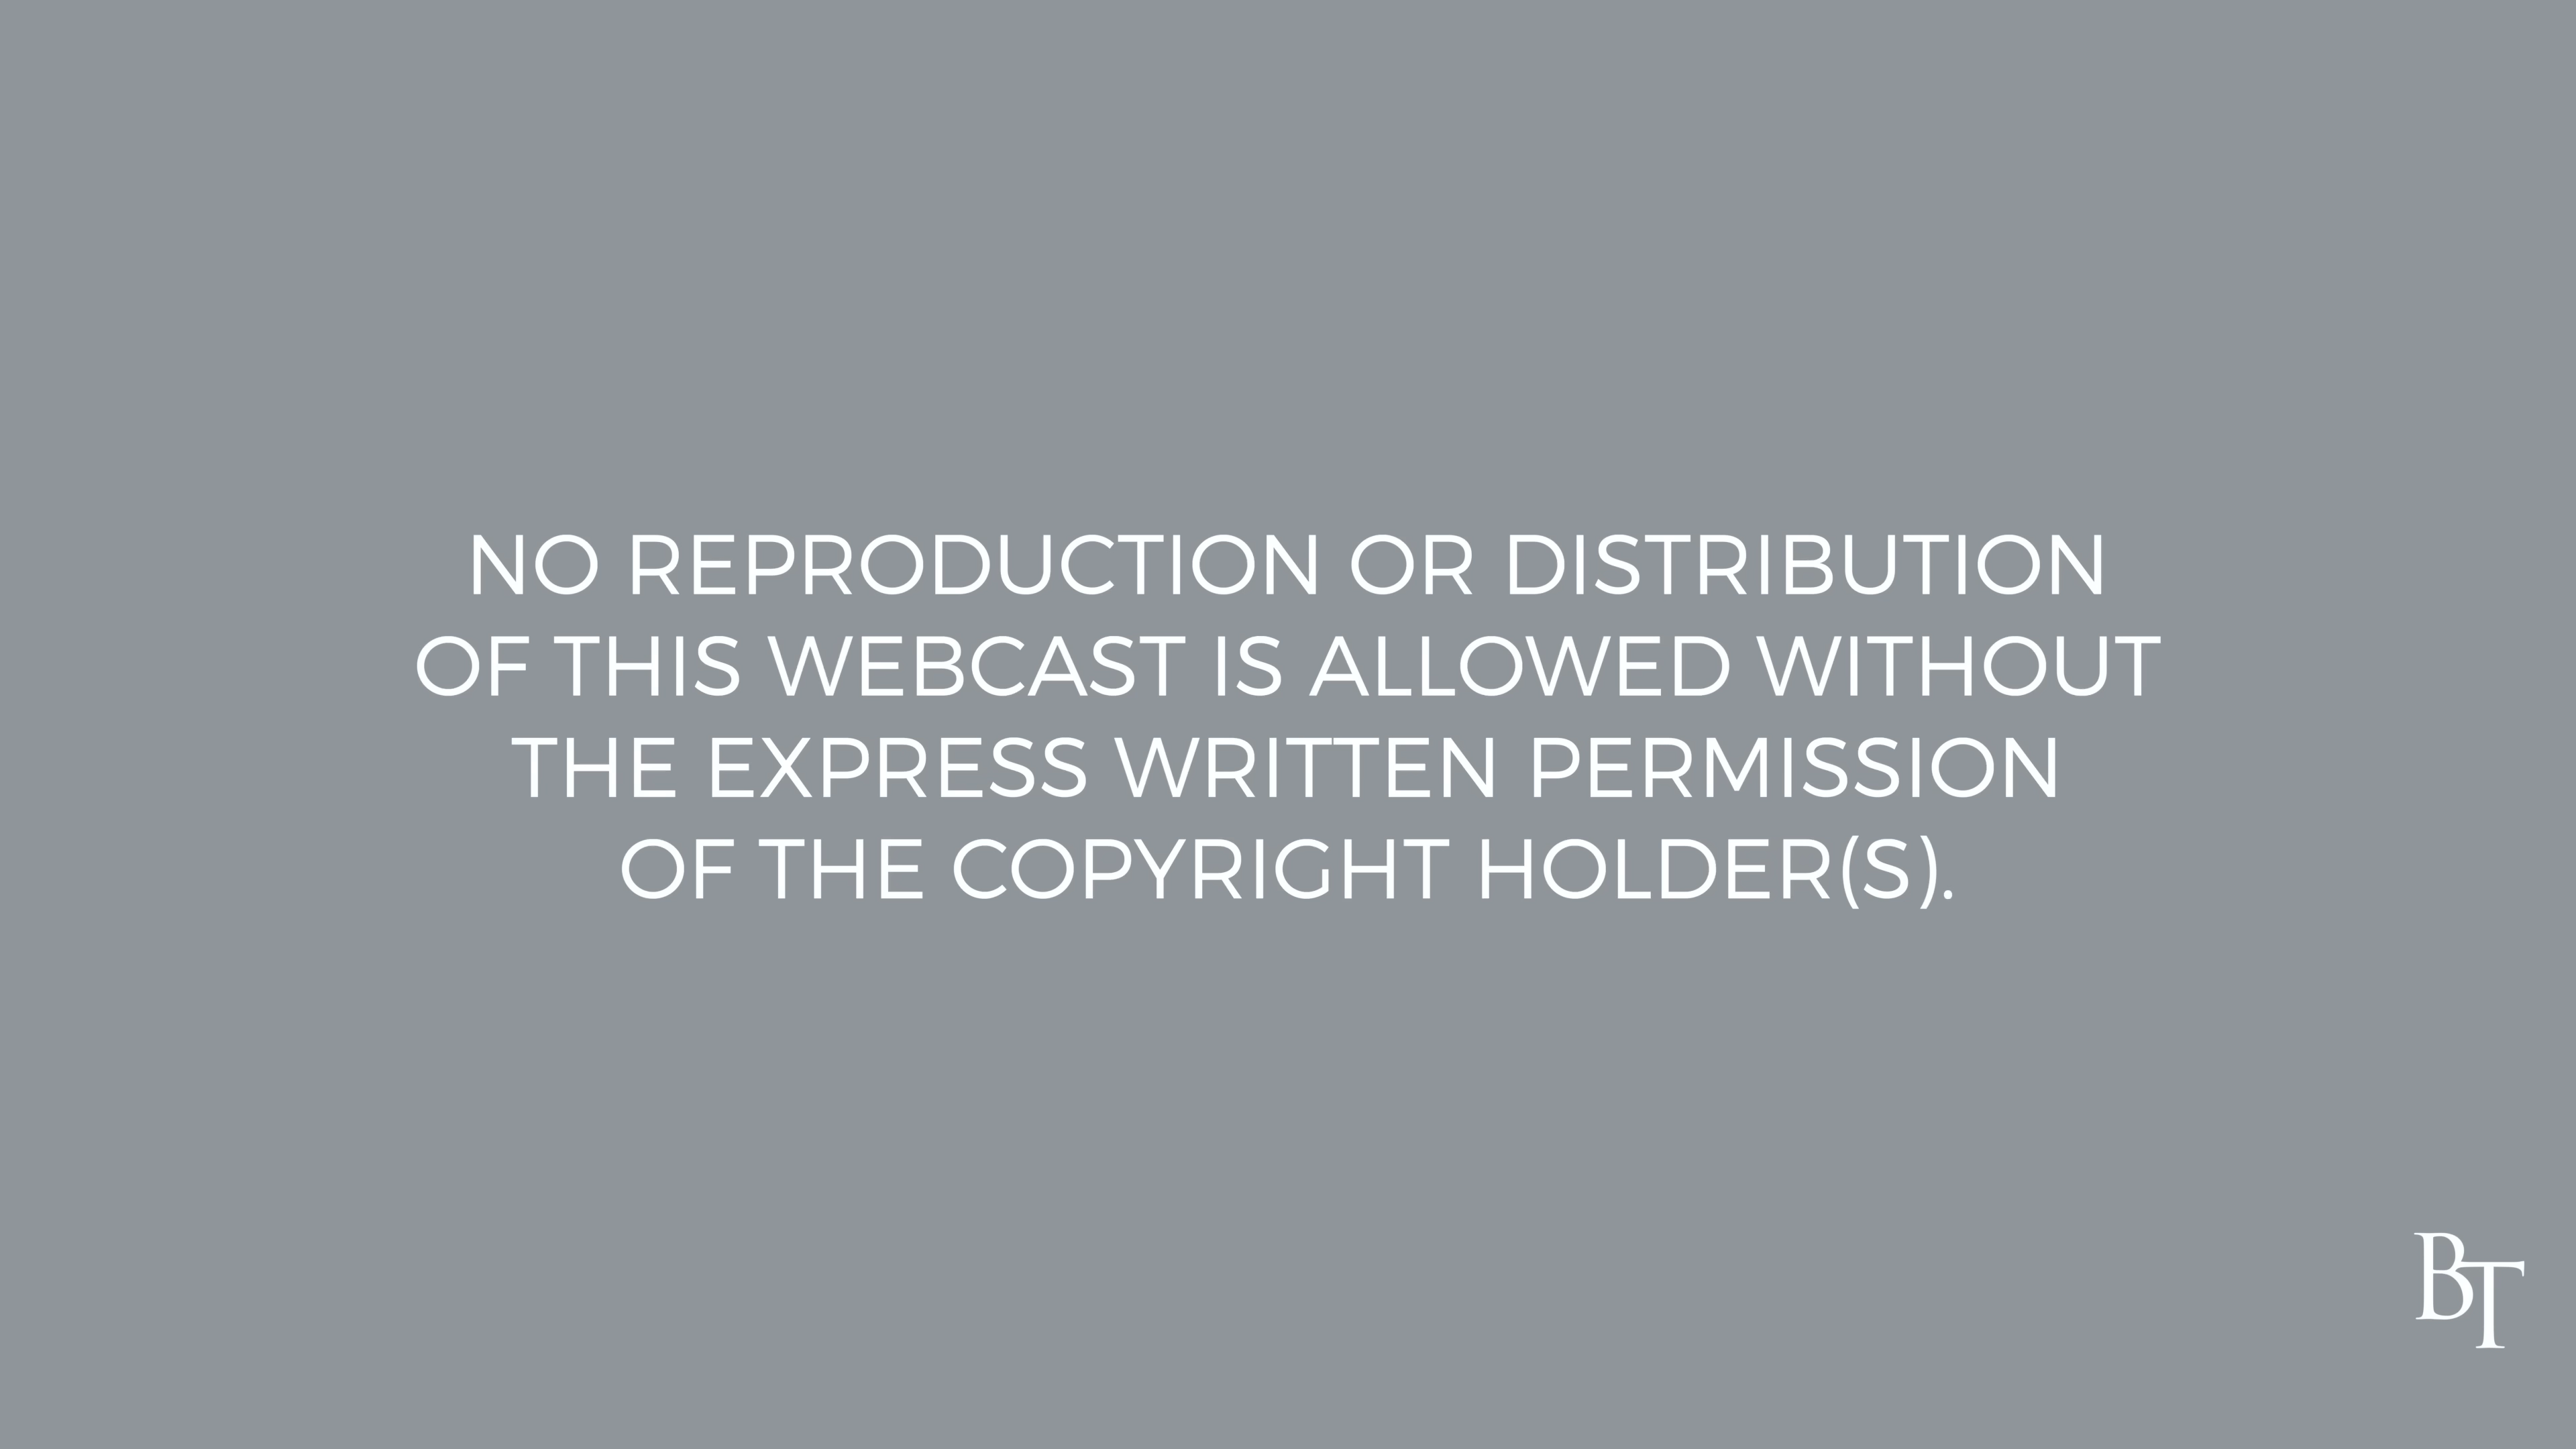 NO REPRODUCTION OR DISTRIBUTION
OF THIS WEBCAST IS ALLOWED WITHOUT
THE EXPRESS WRITTEN PERMISSION
OF THE COPYRIGHT HOLDER(S).
BT